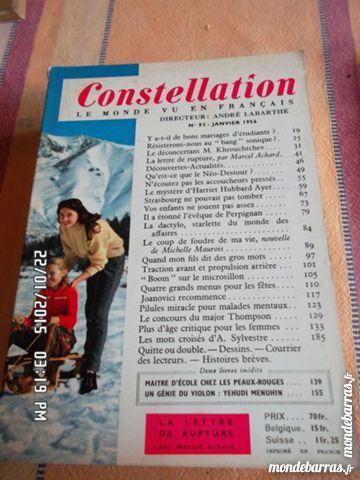 Constellation
LE MONDE VU EN FRANÇAIS
DIRECTEUR: ANDRÉ LABARTHE
N° 93 - JANVIER 1956
Y a-t-il de bons mariages d'étudiants ?. 19
Résisterons-nous au "bang" sonique ?. 25
Le déconcertant M. Khrouchtchev. . . 31
La lettre de rupture, par Marcel Achard. 41
Découvertes-Actualités. . . . 46
Qu'est-ce que le Néo-Destour ?. . . 49
N'écoutez pas les accoucheurs pressés. 55
Le mystère d'Harriet Hubbard Ayer. 59
Strasbourg ne pouvait pas tomber . . 67
Vos enfants ne jouent pas assez . . . 73
Il a étonné l'évêque de Perpignan . . 79
La dactylo, starlette du monde des
affaires . . . 84
Le coup de foudre de ma vie, nouvelle
de Michelle Maurois . . . 89
Quand mon fils dit des gros mots . . 97
Traction avant et propulsion arrière . . 101
"Boom" sur le microsillon . . . 105
Quatre grands menus pour les fêtes . . 110
Joanovici recommence . . . 117
Pilules miracle pour malades mentaux. . 123
Le concours du major Thompson . . . 129
Plus d'âge critique pour les femmes . . 133
Les mots croisés d'A. Sylvestre . . . 185
Quitte ou double. — Dessins. — Courrier
des lecteurs. — Histoires brèves.
Deux livres inédits
MAITRE D'ÉCOLE CHEZ LES PEAUX-ROUGES . . . . 139
UN GÉNIE DU VIOLON : YEHUDI MENUHIN . . . . 155
LA LETTRE
DE RUPTURE
par Marcel Achard
PRIX.... 70 fr.
Belgique. 15 fr.
Suisse . . 1 fr. 25
IMPRIMÉ EN FRANCE
22/01/2015 03:19 PM
mondebarras.fr
mondebarras.fr